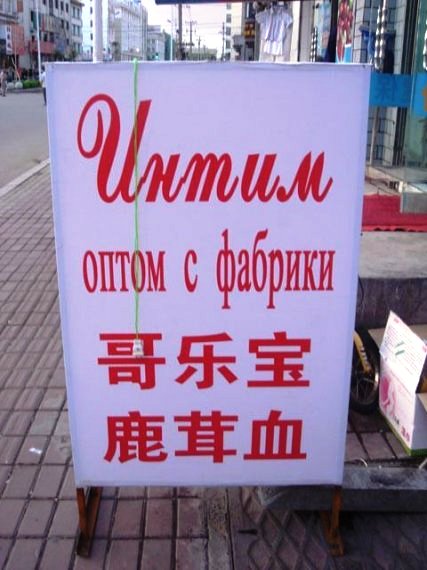 Интим
оптом с фабрики
哥乐宝
鹿茸血